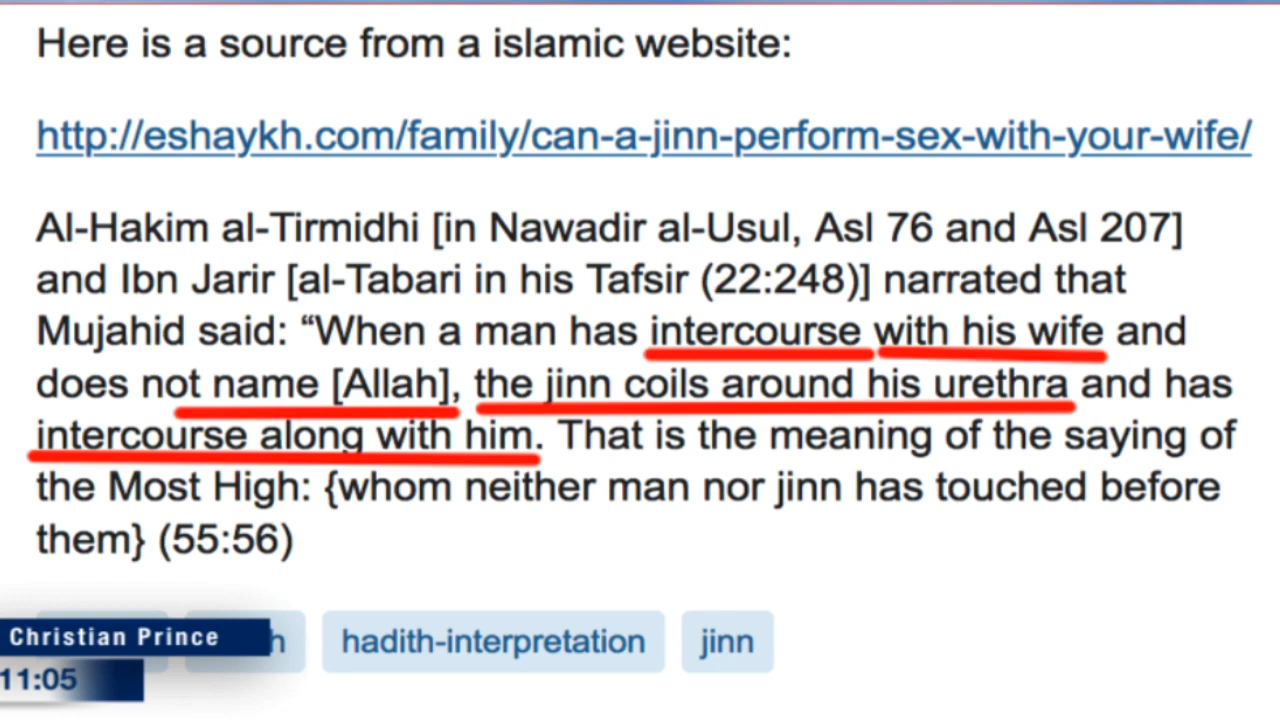 Here is a source from a islamic website:
http://eshaykh.com/family/can-a-jinn-perform-sex-with-your-wife/
Al-Hakim al-Tirmidhi [in Nawadir al-Usul, Asl 76 and Asl 207]
and Ibn Jarir [al-Tabari in his Tafsir (22:248)] narrated that
Mujahid said: “When a man has intercourse with his wife and
does not name [Allah], the jinn coils around his urethra and has
intercourse along with him. That is the meaning of the saying of
the Most High: {whom neither man nor jinn has touched before
them} (55:56)
Christian Prince
hadith-interpretation
jinn
11:05